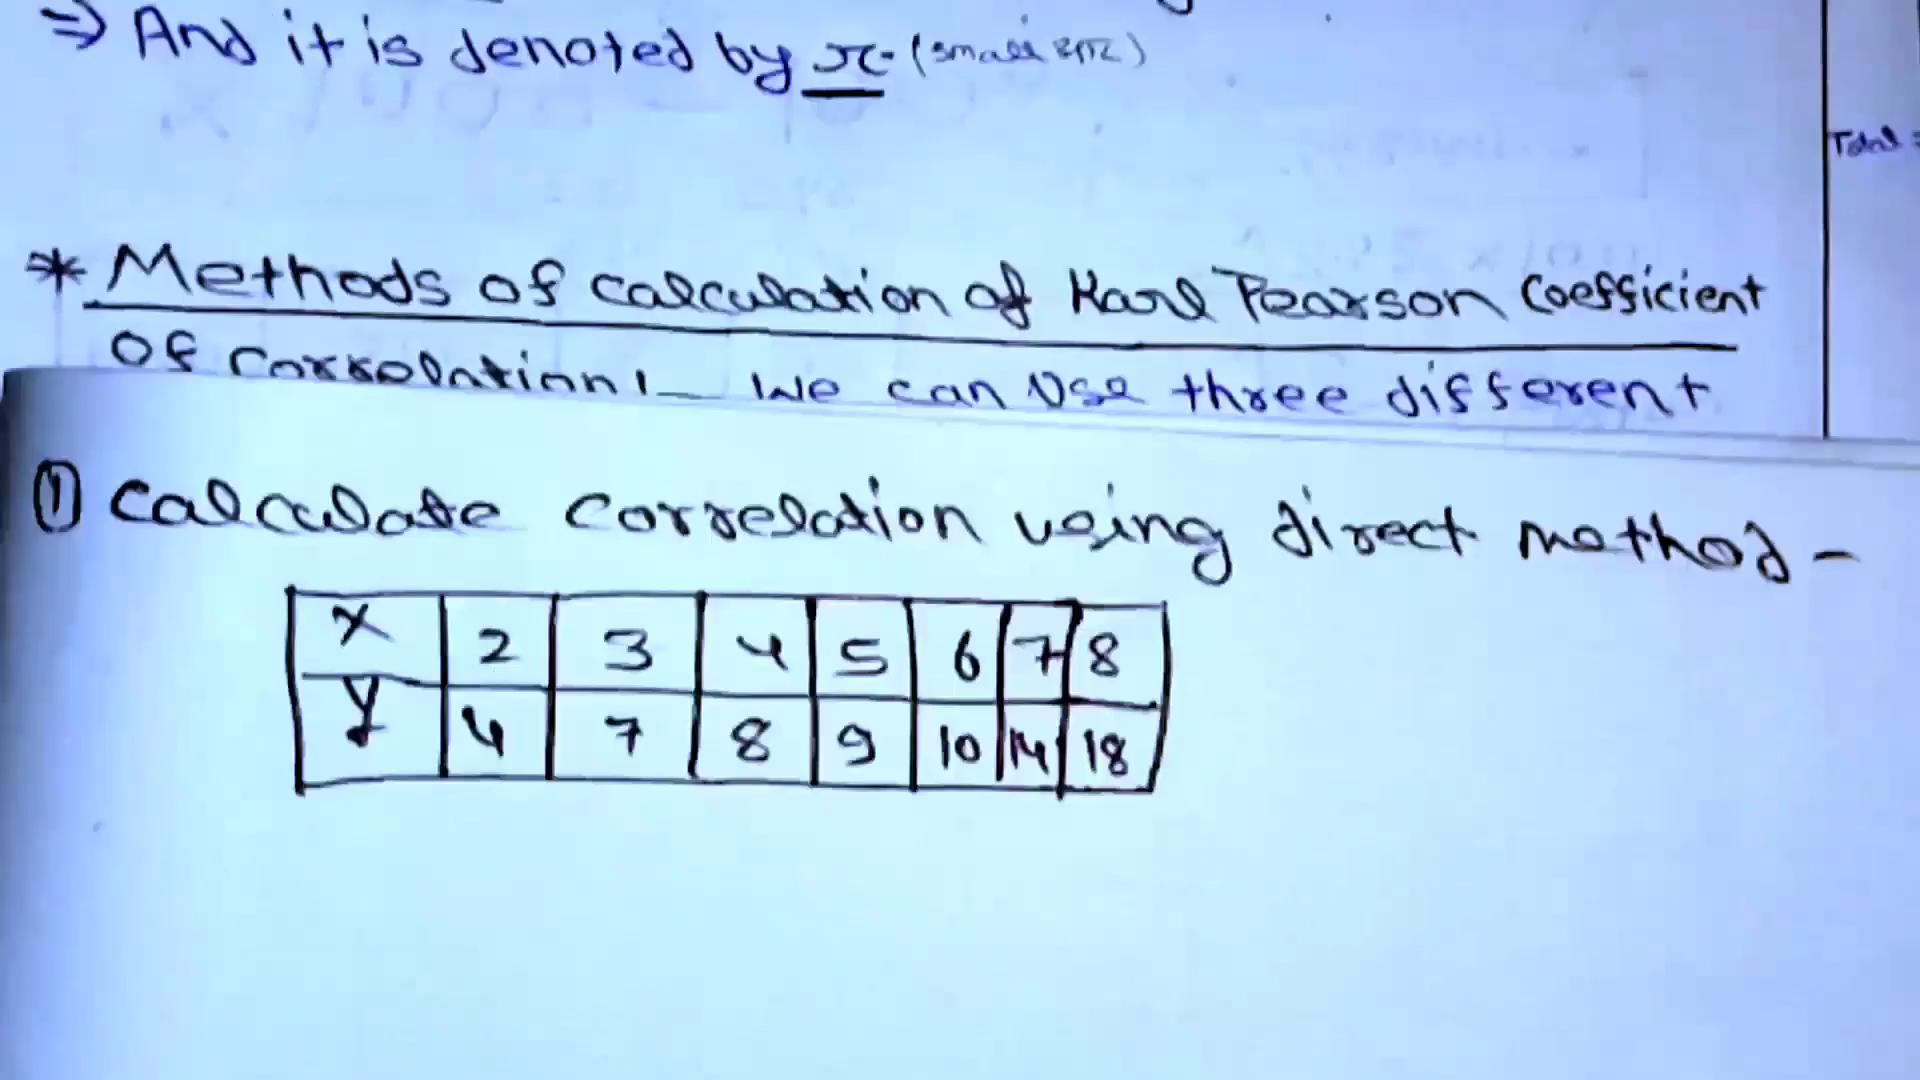 ⇒ And it is denoted by r (small
Total
* Methods of calculation of Karl Pearson Coefficient
of correlation :- We can Use three different
① Calculate correlation using direct method -
X 2 3 4 5 6 7 8
Y 4 7 8 9 10 14 18